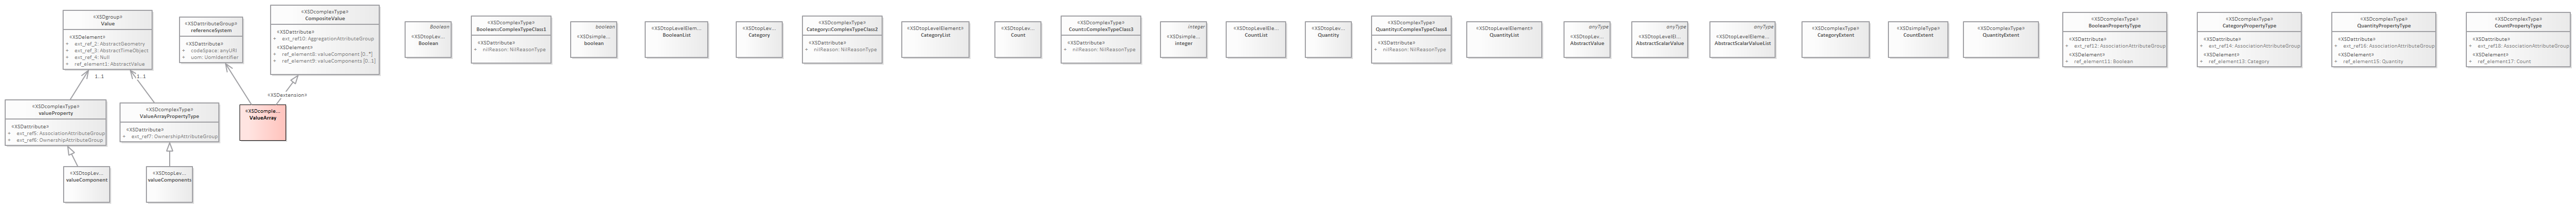 «XSDgroup»
Value
«XSDelement»
+ ext_ref_2: AbstractGeometry
+ ext_ref_3: AbstractTimeObject
+ ext_ref_4: Null
+ ref_element1: AbstractValue
«XSDattributeGroup»
referenceSystem
«XSDattribute»
+ codeSpace: anyURI
+ uom: UomIdentifier
«XSDcomplexType»
CompositeValue
«XSDattribute»
+ ext_ref10: AggregationAttributeGroup
«XSDelement»
+ ref_element8: valueComponent [0..*]
+ ref_element9: valueComponents [0..1]
Boolean
«XSDtopLev...
Boolean
«XSDcomplexType»
Boolean::ComplexTypeClass1
«XSDattribute»
+ nilReason: NilReasonType
boolean
«XSDsimple...
boolean
«XSDtopLevelElem...
BooleanList
«XSDtopLev...
Category
«XSDcomplexType»
Category::ComplexTypeClass2
«XSDattribute»
+ nilReason: NilReasonType
«XSDtopLevelElement»
CategoryList
«XSDtopLev...
Count
«XSDcomplexType»
Count::ComplexTypeClass3
«XSDattribute»
+ nilReason: NilReasonType
integer
«XSDsimple...
integer
«XSDtopLevelEle...
CountList
«XSDtopLev...
Quantity
«XSDcomplexType»
Quantity::ComplexTypeClass4
«XSDattribute»
+ nilReason: NilReasonType
«XSDtopLevelElement»
QuantityList
anyType
«XSDtopLev...
AbstractValue
anyType
«XSDtopLevelEl...
AbstractScalarValue
anyType
«XSDtopLevelEleme...
AbstractScalarValueList
«XSDcomplexType»
CategoryExtent
«XSDsimpleType»
CountExtent
«XSDcomplexType»
QuantityExtent
«XSDcomplexType»
BooleanPropertyType
«XSDattribute»
+ ext_ref12: AssociationAttributeGroup
«XSDelement»
+ ref_element11: Boolean
«XSDcomplexType»
CategoryPropertyType
«XSDattribute»
+ ext_ref14: AssociationAttributeGroup
«XSDelement»
+ ref_element13: Category
«XSDcomplexType»
QuantityPropertyType
«XSDattribute»
+ ext_ref16: AssociationAttributeGroup
«XSDelement»
+ ref_element15: Quantity
«XSDcomplexType»
CountPropertyType
«XSDattribute»
+ ext_ref18: AssociationAttributeGroup
«XSDelement»
+ ref_element17: Count
1..1
1..1
«XSDextension»
«XSDcomplexType»
valueProperty
«XSDattribute»
+ ext_ref5: AssociationAttributeGroup
+ ext_ref6: OwnershipAttributeGroup
«XSDcomplexType»
ValueArrayPropertyType
«XSDattribute»
+ ext_ref7: OwnershipAttributeGroup
«XSDcomple...
ValueArray
«XSDtopLev...
valueComponent
«XSDtopLev...
valueComponents